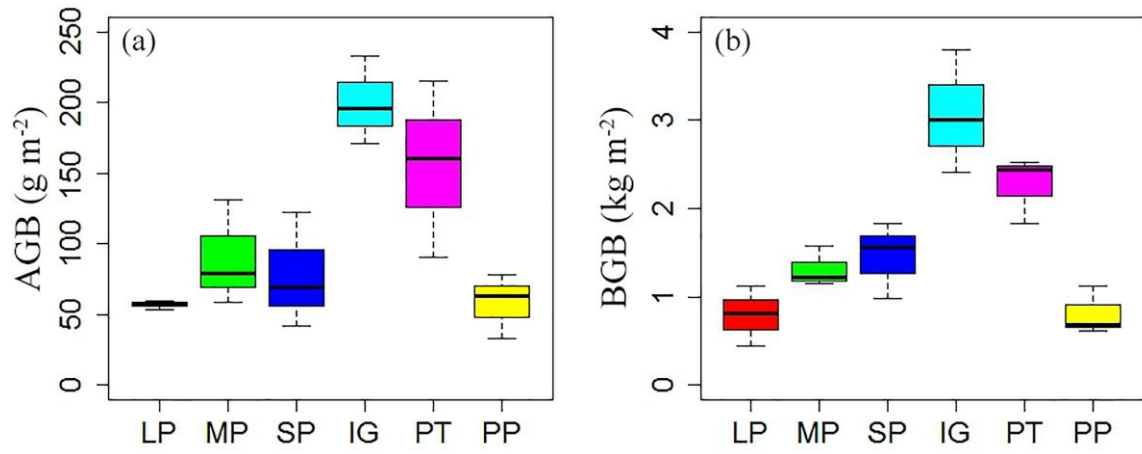 (a)
AGB (g m⁻²)
250
200
150
100
50
0
LP MP SP IG PT PP
(b)
BGB (kg m⁻²)
4
3
2
1
0
LP MP SP IG PT PP